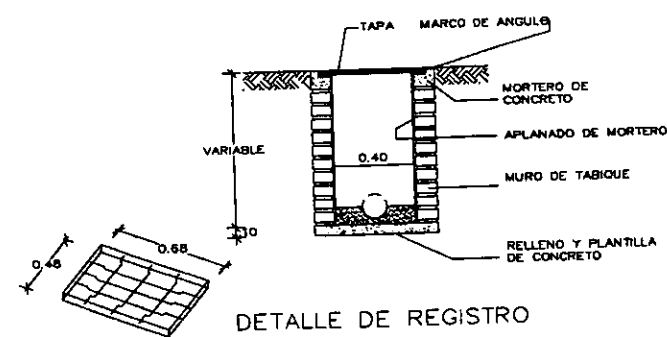 TAPA
MARCO DE ANGULO
MORTERO DE
CONCRETO
APLANADO DE MORTERO
VARIABLE
0.40
MURO DE TABIQUE
RELLENO Y PLANTILLA
DE CONCRETO
0.48
0.68
DETALLE DE REGISTRO